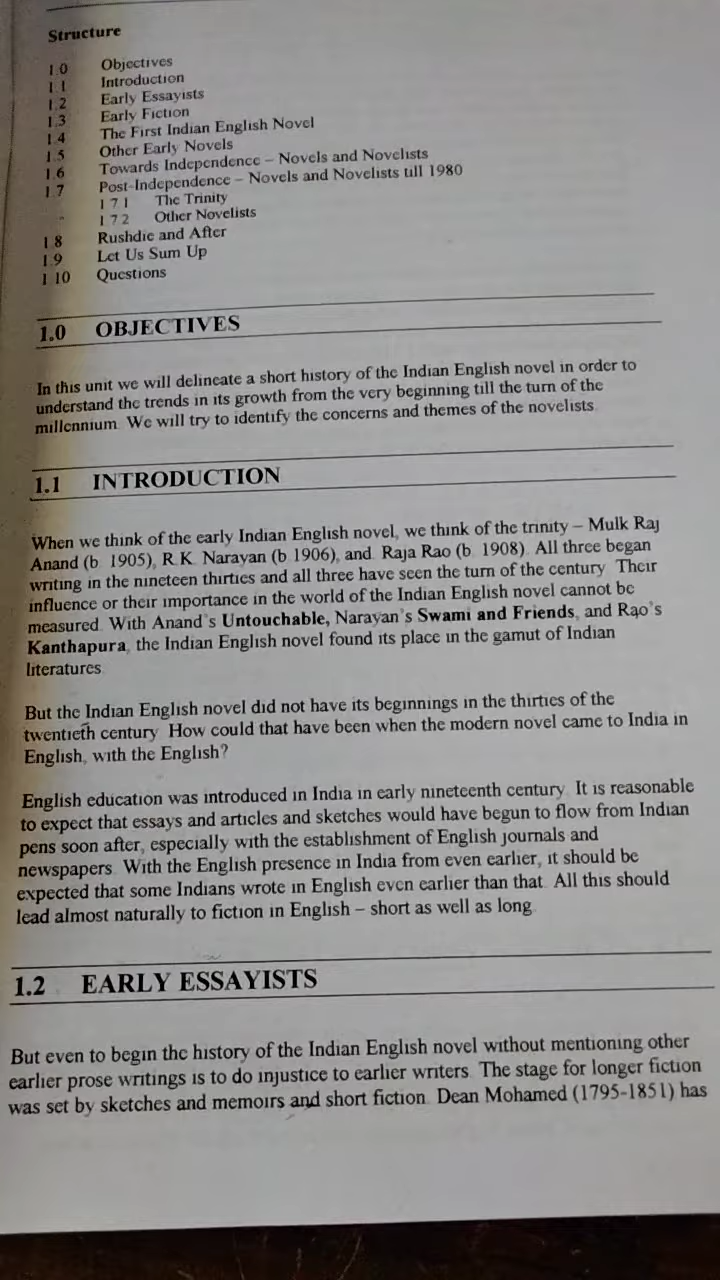 Structure
1.0 Objectives
1.1 Introduction
1.2 Early Essayists
1.3 Early Fiction
1.4 The First Indian English Novel
1.5 Other Early Novels
1.6 Towards Independence – Novels and Novelists
1.7 Post-Independence – Novels and Novelists till 1980
1.7.1 The Trinity
1.7.2 Other Novelists
1.8 Rushdie and After
1.9 Let Us Sum Up
1.10 Questions
1.0 OBJECTIVES
In this unit we will delineate a short history of the Indian English novel in order to
understand the trends in its growth from the very beginning till the turn of the
millennium. We will try to identify the concerns and themes of the novelists.
1.1 INTRODUCTION
When we think of the early Indian English novel, we think of the trinity – Mulk Raj
Anand (b. 1905), R.K. Narayan (b.1906), and Raja Rao (b. 1908). All three began
writing in the nineteen thirties and all three have seen the turn of the century. Their
influence or their importance in the world of the Indian English novel cannot be
measured. With Anand's Untouchable, Narayan's Swami and Friends, and Rao's
Kanthapura, the Indian English novel found its place in the gamut of Indian
literatures.
But the Indian English novel did not have its beginnings in the thirties of the
twentieth century. How could that have been when the modern novel came to India in
English, with the English?
English education was introduced in India in early nineteenth century. It is reasonable
to expect that essays and articles and sketches would have begun to flow from Indian
pens soon after, especially with the establishment of English journals and
newspapers. With the English presence in India from even earlier, it should be
expected that some Indians wrote in English even earlier than that. All this should
lead almost naturally to fiction in English – short as well as long.
1.2 EARLY ESSAYISTS
But even to begin the history of the Indian English novel without mentioning other
earlier prose writings is to do injustice to earlier writers. The stage for longer fiction
was set by sketches and memoirs and short fiction. Dean Mohamed (1795-1851) has